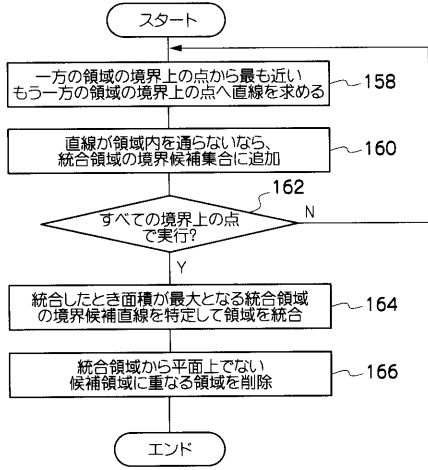 スタート
一方の領域の境界上の点から最も近い
もう一方の領域の境界上の点へ直線を求める
158
直線が領域内を通らないなら、
統合領域の境界候補集合に追加
160
162
すべての境界上の点
で実行?
N
Y
統合したとき面積が最大となる統合領域
の境界候補直線を特定して領域を統合
164
統合領域から平面上でない
候補領域に重なる領域を削除
166
エンド